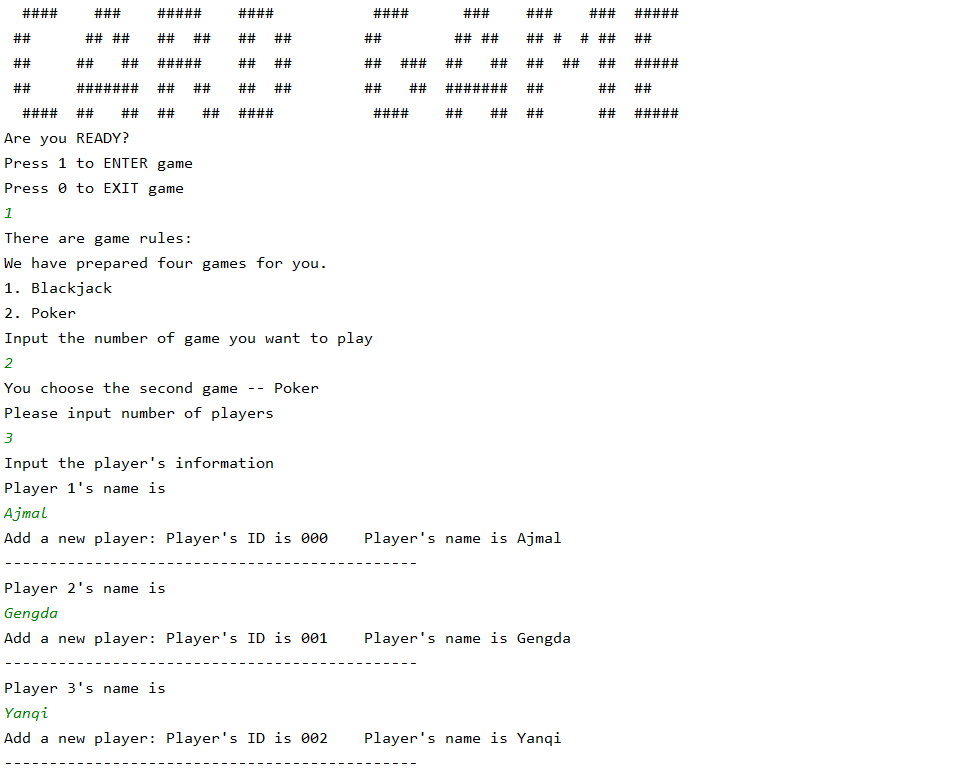 ####    ###    #####    ####           ####      ###    ###    ###  #####
 ##      ## ##   ##  ##   ##  ##        ##        ## ##   ## #  # ##  ##
 ##     ##   ##  #####    ##  ##        ##  ###  ##   ##  ##  ##  ##  #####
 ##     #######  ##  ##   ##  ##        ##   ##  #######  ##      ##  ##
  ####  ##   ##  ##   ##  ####           ####    ##   ##  ##      ##  #####
Are you READY?
Press 1 to ENTER game
Press 0 to EXIT game
1
There are game rules:
We have prepared four games for you.
1. Blackjack
2. Poker
Input the number of game you want to play
2
You choose the second game -- Poker
Please input number of players
3
Input the player's information
Player 1's name is
Ajmal
Add a new player: Player's ID is 000    Player's name is Ajmal
----------------------------------------------
Player 2's name is
Gengda
Add a new player: Player's ID is 001    Player's name is Gengda
----------------------------------------------
Player 3's name is
Yanqi
Add a new player: Player's ID is 002    Player's name is Yanqi
----------------------------------------------